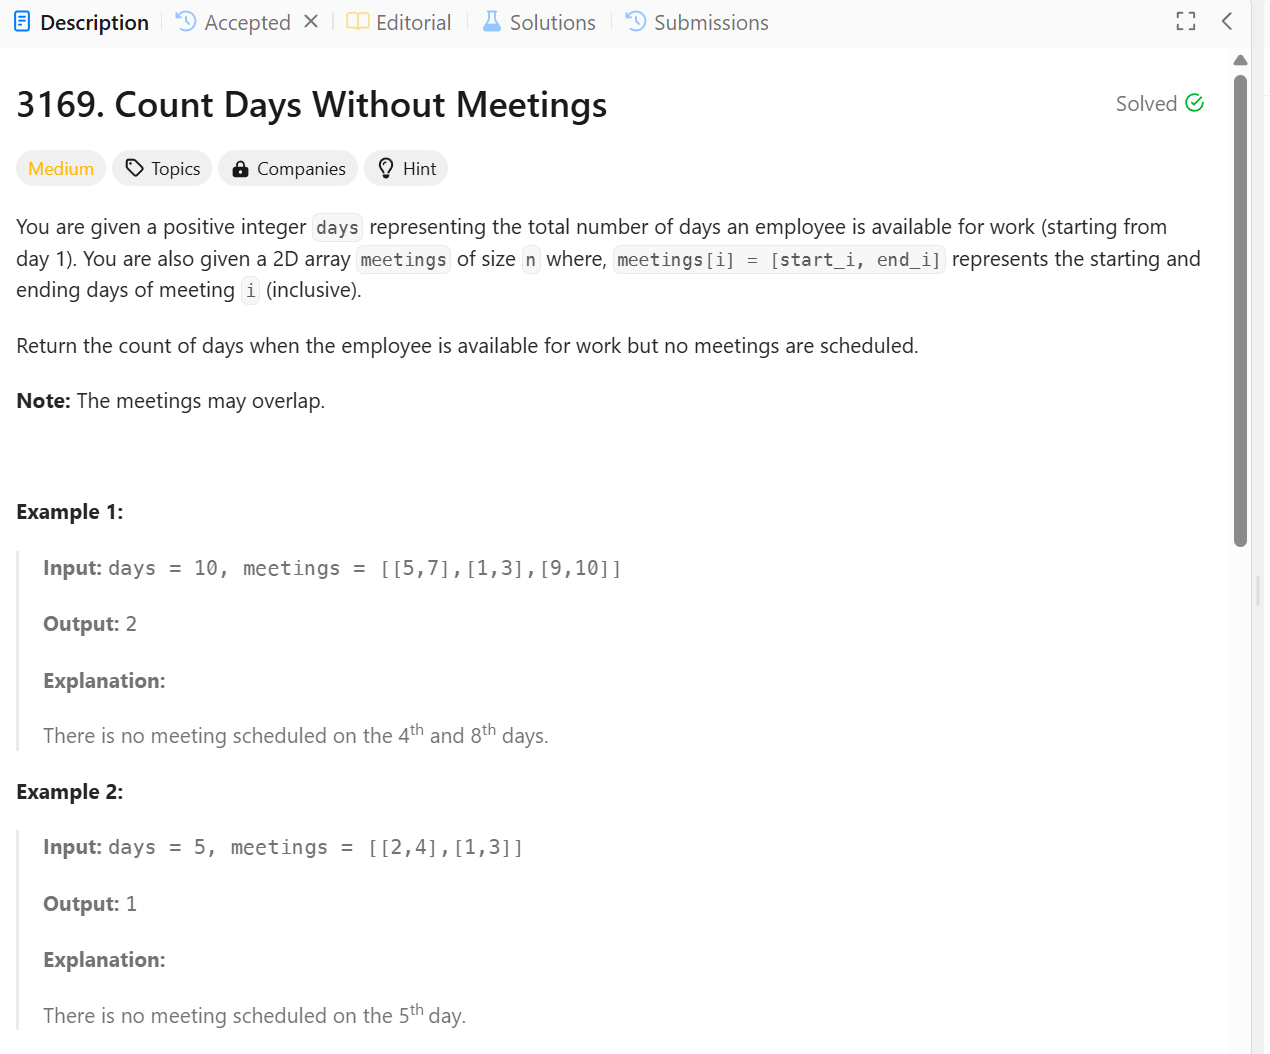 Description Accepted Editorial Solutions Submissions
3169. Count Days Without Meetings
Solved
Medium Topics Companies Hint
You are given a positive integer days representing the total number of days an employee is available for work (starting from
day 1). You are also given a 2D array meetings of size n where, meetings[i] = [start_i, end_i] represents the starting and
ending days of meeting i (inclusive).
Return the count of days when the employee is available for work but no meetings are scheduled.
Note: The meetings may overlap.
Example 1:
Input: days = 10, meetings = [[5,7],[1,3],[9,10]]
Output: 2
Explanation:
There is no meeting scheduled on the 4th and 8th days.
Example 2:
Input: days = 5, meetings = [[2,4],[1,3]]
Output: 1
Explanation:
There is no meeting scheduled on the 5th day.